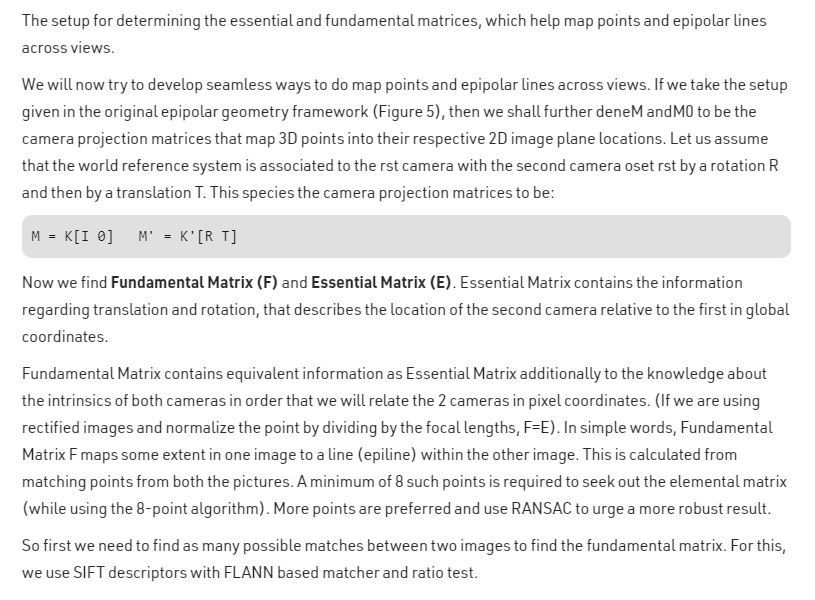 The setup for determining the essential and fundamental matrices, which help map points and epipolar lines
across views.
We will now try to develop seamless ways to do map points and epipolar lines across views. If we take the setup
given in the original epipolar geometry framework (Figure 5), then we shall further deneM andM0 to be the
camera projection matrices that map 3D points into their respective 2D image plane locations. Let us assume
that the world reference system is associated to the rst camera with the second camera oset rst by a rotation R
and then by a translation T. This species the camera projection matrices to be:
M = K[I 0]   M' = K'[R T]
Now we find Fundamental Matrix (F) and Essential Matrix (E). Essential Matrix contains the information
regarding translation and rotation, that describes the location of the second camera relative to the first in global
coordinates.
Fundamental Matrix contains equivalent information as Essential Matrix additionally to the knowledge about
the intrinsics of both cameras in order that we will relate the 2 cameras in pixel coordinates. (If we are using
rectified images and normalize the point by dividing by the focal lengths, F=E). In simple words, Fundamental
Matrix F maps some extent in one image to a line (epiline) within the other image. This is calculated from
matching points from both the pictures. A minimum of 8 such points is required to seek out the elemental matrix
(while using the 8-point algorithm). More points are preferred and use RANSAC to urge a more robust result.
So first we need to find as many possible matches between two images to find the fundamental matrix. For this,
we use SIFT descriptors with FLANN based matcher and ratio test.